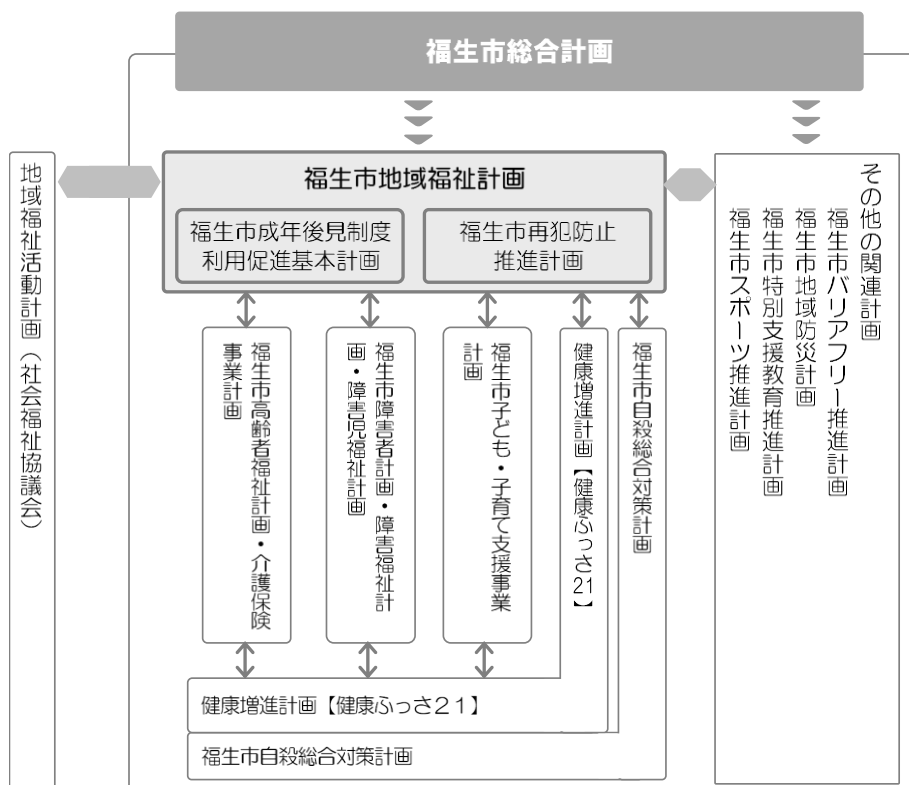 福生市総合計画
福生市地域福祉計画
福生市成年後見制度
利用促進基本計画
福生市再犯防止
推進計画
地域福祉活動計画（社会福祉協議会）
福生市高齢者福祉計画・介護保険
事業計画
福生市障害者計画・障害福祉計
画・障害児福祉計画
福生市子ども・子育て支援事業
計画
健康増進計画【健康ふっさ21】
福生市自殺総合対策計画
その他の関連計画
福生市バリアフリー推進計画
福生市地域防災計画
福生市特別支援教育推進計画
福生市スポーツ推進計画
健康増進計画【健康ふっさ２１】
福生市自殺総合対策計画